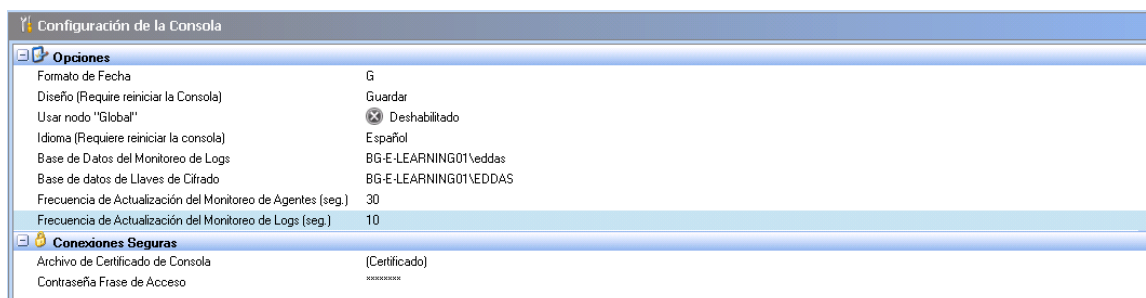 Configuración de la Consola
Opciones
Formato de Fecha G
Diseño (Require reiniciar la Consola) Guardar
Usar nodo "Global" Deshabilitado
Idioma (Requiere reiniciar la consola) Español
Base de Datos del Monitoreo de Logs BG-E-LEARNING01\eddas
Base de datos de Llaves de Cifrado BG-E-LEARNING01\EDDAS
Frecuencia de Actualización del Monitoreo de Agentes (seg.) 30
Frecuencia de Actualización del Monitoreo de Logs (seg.) 10
Conexiones Seguras
Archivo de Certificado de Consola (Certificado)
Contraseña Frase de Acceso ********